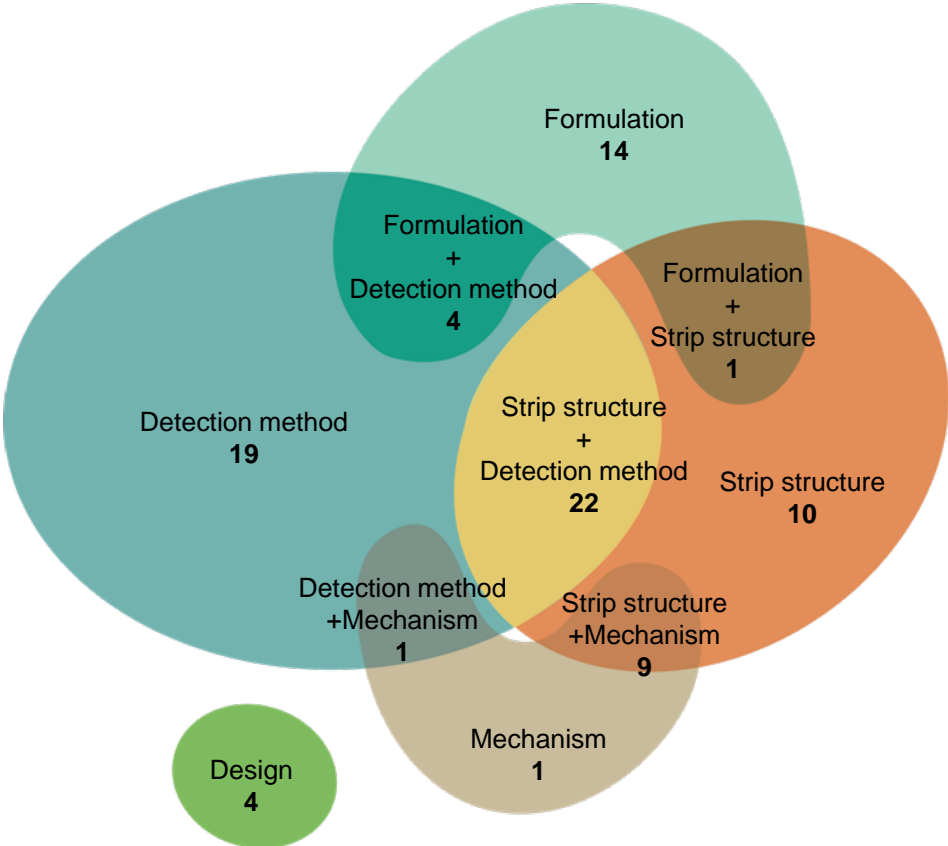 Formulation
14
Formulation
+
Detection method
4
Formulation
+
Strip structure
1
Detection method
19
Strip structure
+
Detection method
22
Strip structure
10
Detection method
+Mechanism
1
Strip structure
+Mechanism
9
Mechanism
1
Design
4